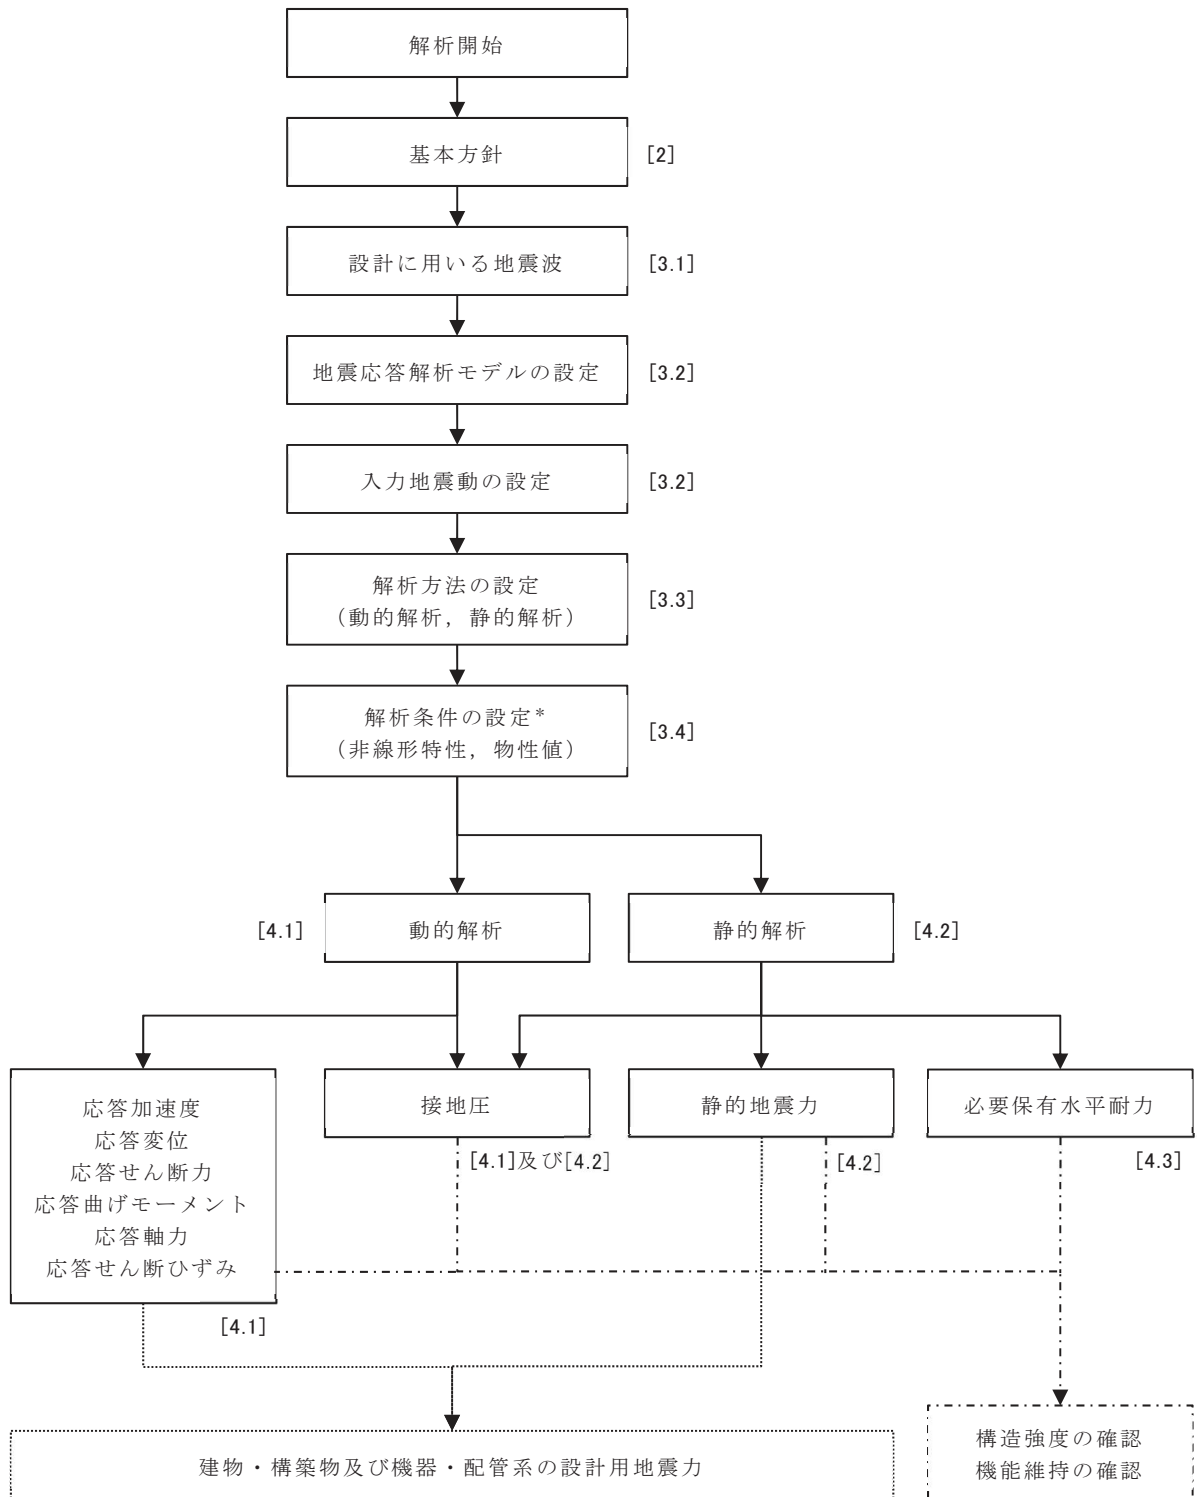 解析開始
基本方針
[2]
設計に用いる地震波
[3.1]
地震応答解析モデルの設定
[3.2]
入力地震動の設定
[3.2]
解析方法の設定
（動的解析，静的解析）
[3.3]
解析条件の設定*
（非線形特性，物性値）
[3.4]
[4.1]
動的解析
静的解析
[4.2]
応答加速度
応答変位
応答せん断力
応答曲げモーメント
応答軸力
応答せん断ひずみ
[4.1]
接地圧
[4.1]及び[4.2]
静的地震力
[4.2]
必要保有水平耐力
[4.3]
建物・構築物及び機器・配管系の設計用地震力
構造強度の確認
機能維持の確認